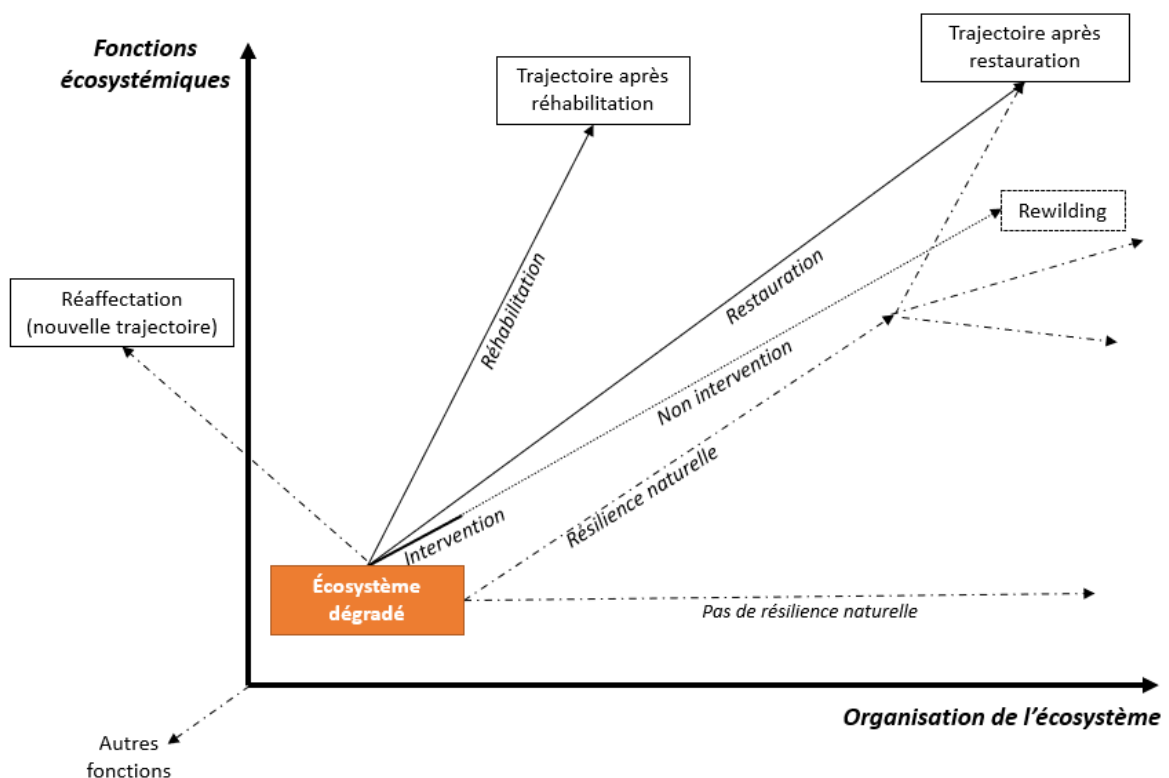 Fonctions
écosystémiques
Trajectoire après
réhabilitation
Trajectoire après
restauration
Rewilding
Réaffectation
(nouvelle trajectoire)
Réhabilitation
Restauration
Non intervention
Résilience naturelle
Intervention
Écosystème
dégradé
Pas de résilience naturelle
Organisation de l'écosystème
Autres
fonctions